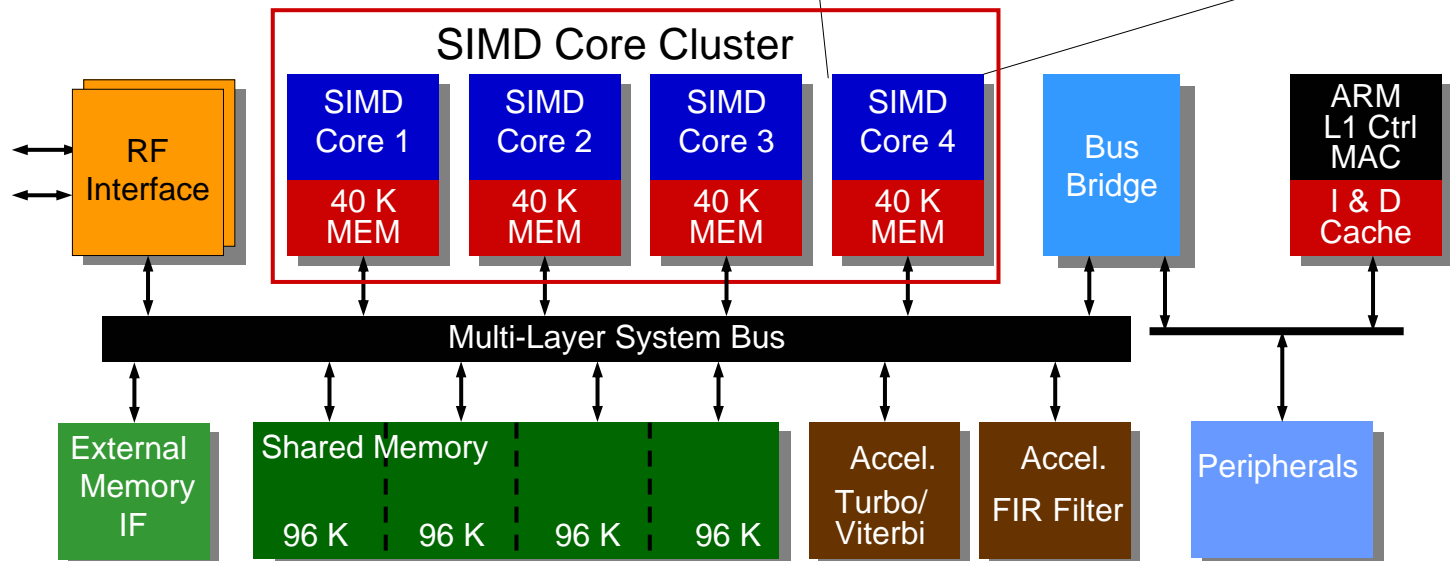 SIMD Core Cluster
RF
Interface
SIMD
Core 1
40 K
MEM
SIMD
Core 2
40 K
MEM
SIMD
Core 3
40 K
MEM
SIMD
Core 4
40 K
MEM
Bus
Bridge
ARM
L1 Ctrl
MAC
I & D
Cache
Multi-Layer System Bus
External
Memory
IF
Shared Memory
96 K
96 K
96 K
96 K
Accel.
Turbo/
Viterbi
Accel.
FIR Filter
Peripherals